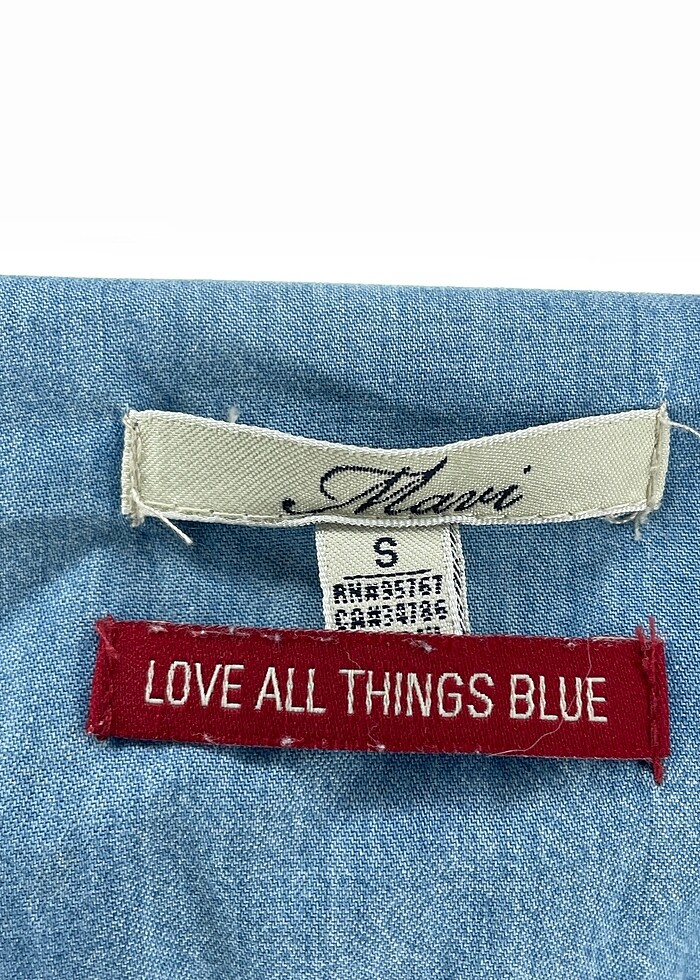 Mavi
S
RN#95767
CA#34786
LOVE ALL THINGS BLUE